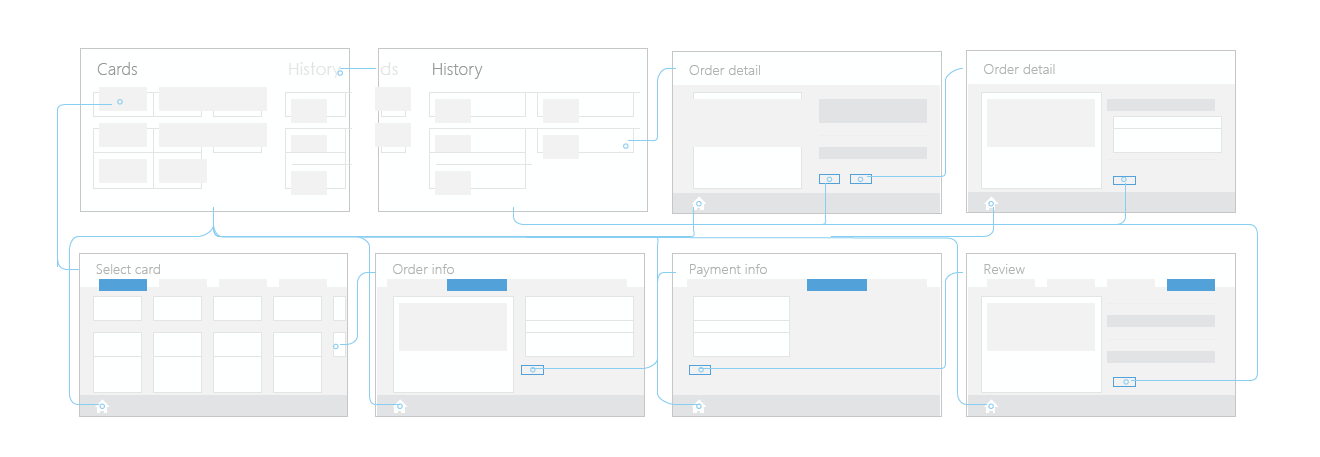 Cards
History
ds
History
Order detail
Order detail
Select card
Order info
Payment info
Review